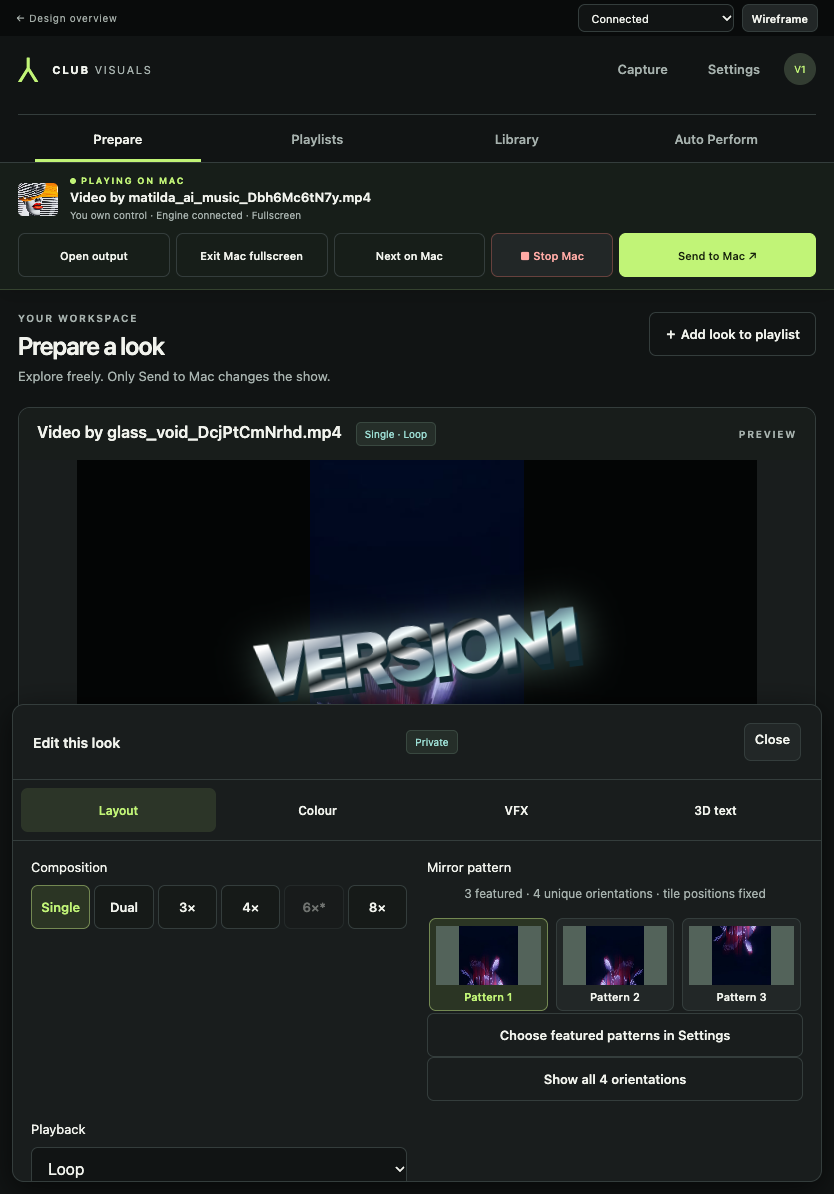 ← Design overview
Connected
Wireframe
CLUB VISUALS
Capture
Settings
V1
Prepare
Playlists
Library
Auto Perform
PLAYING ON MAC
Video by matilda_ai_music_Dbh6Mc6tN7y.mp4
You own control · Engine connected · Fullscreen
Open output
Exit Mac fullscreen
Next on Mac
Stop Mac
Send to Mac ↗
YOUR WORKSPACE
Prepare a look
Explore freely. Only Send to Mac changes the show.
+ Add look to playlist
Video by glass_void_DcjPtCmNrhd.mp4
Single · Loop
PREVIEW
VERSION1
Edit this look
Private
Close
Layout
Colour
VFX
3D text
Composition
Single
Dual
3×
4×
6×*
8×
Mirror pattern
3 featured · 4 unique orientations · tile positions fixed
Pattern 1
Pattern 2
Pattern 3
Choose featured patterns in Settings
Show all 4 orientations
Playback
Loop